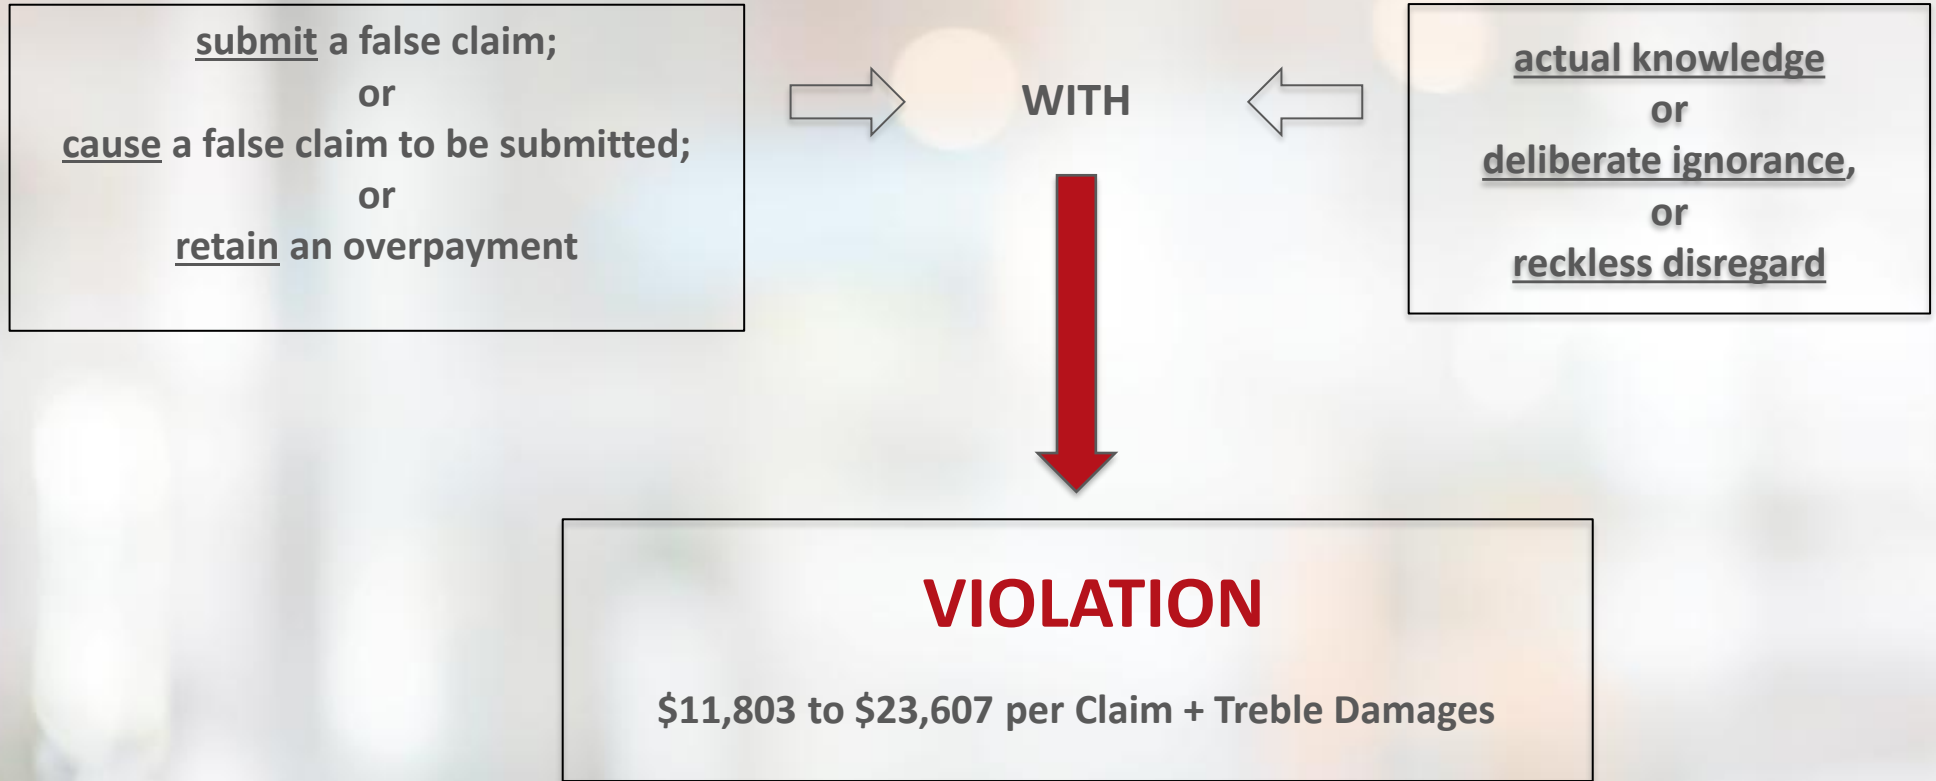 submit a false claim;
or
cause a false claim to be submitted;
or
retain an overpayment
WITH
actual knowledge
or
deliberate ignorance,
or
reckless disregard
VIOLATION
$11,803 to $23,607 per Claim + Treble Damages